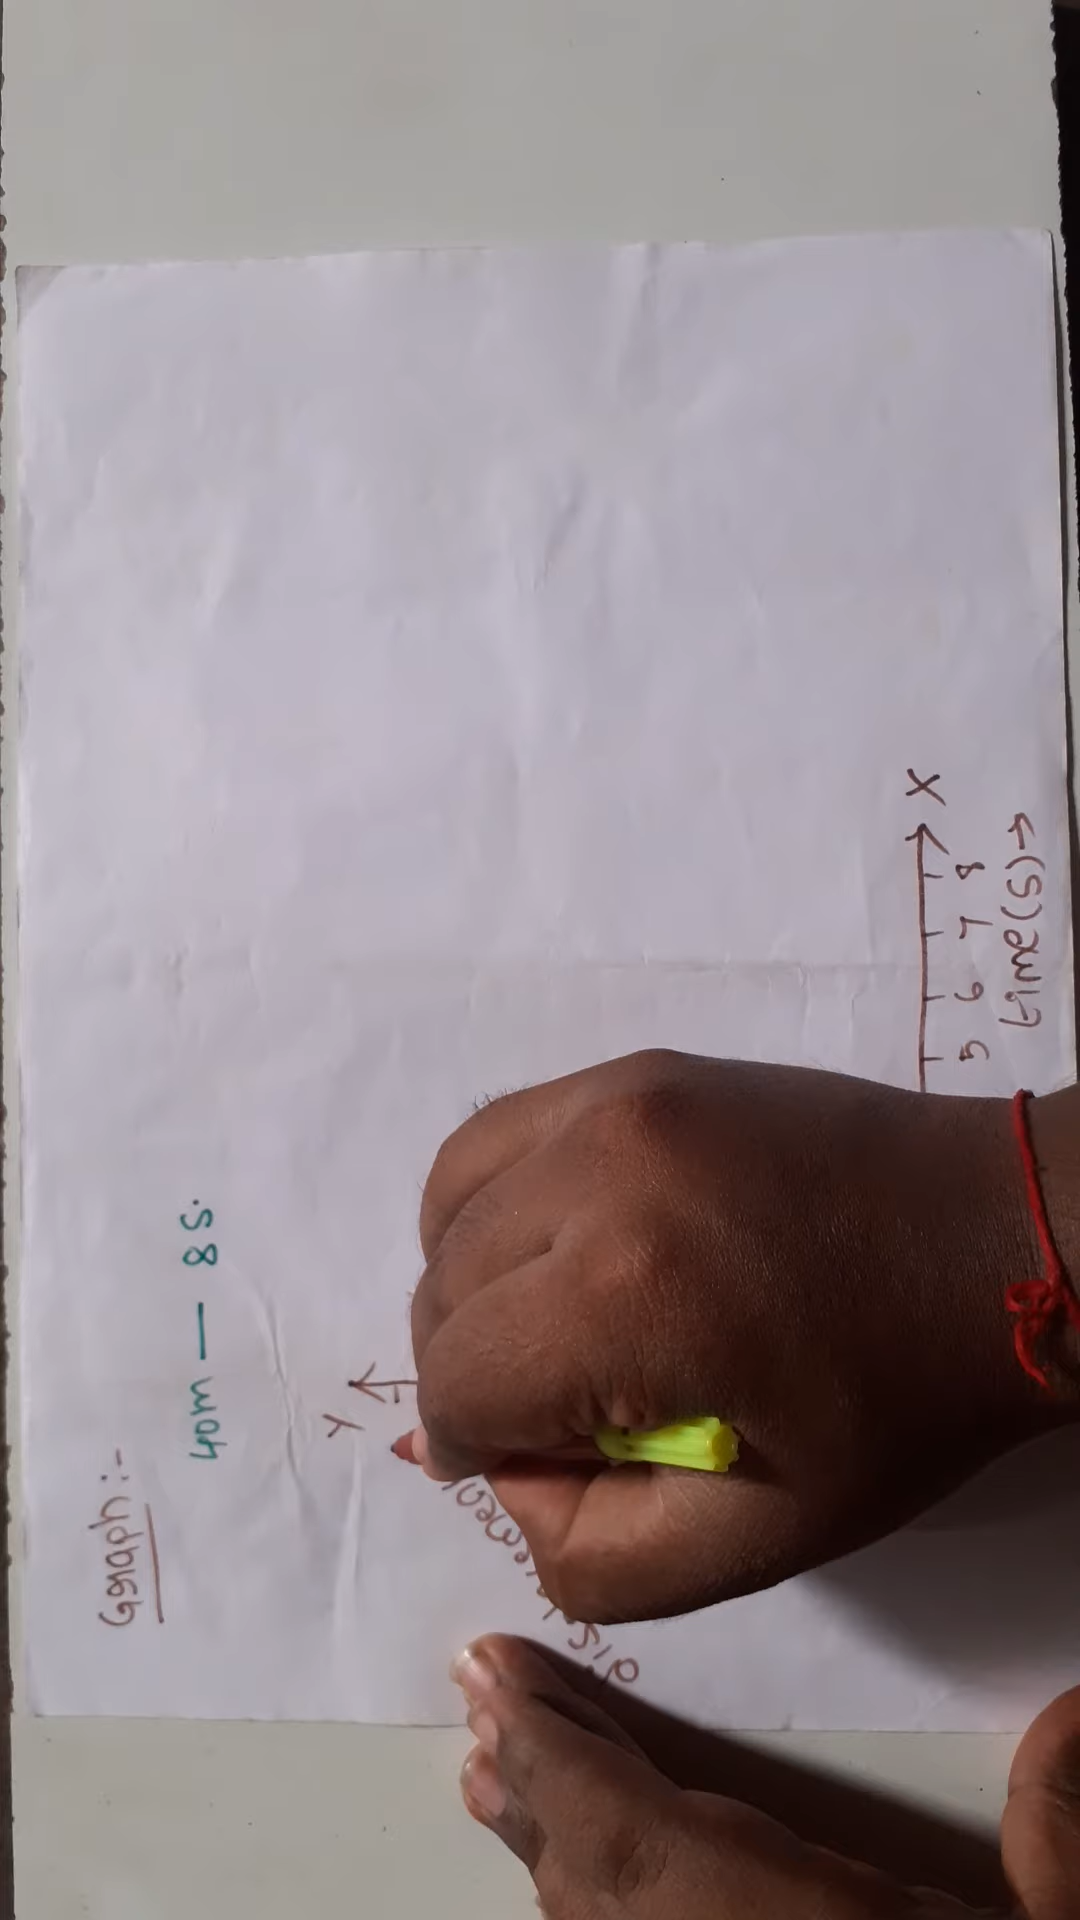 Graph:-
40m — 8 S.
Y
5 6 7 8
X
time(s)→